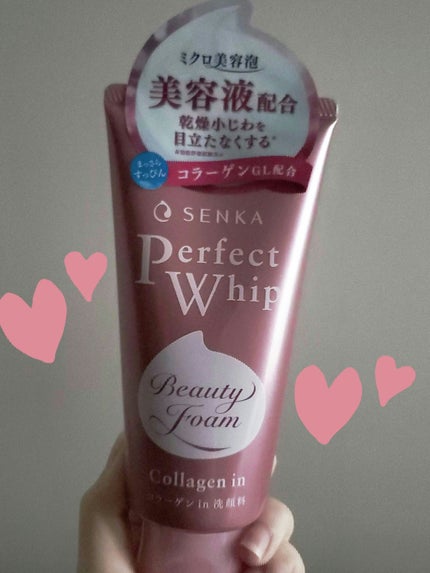 ミクロ美容泡
美容液配合
乾燥小じわを
目立たなくする*
まっさら
すっぴん
コラーゲンGL配合
SENKA
Perfect
Whip
Beauty
Foam
Collagen in
コラーゲン in 洗顔料